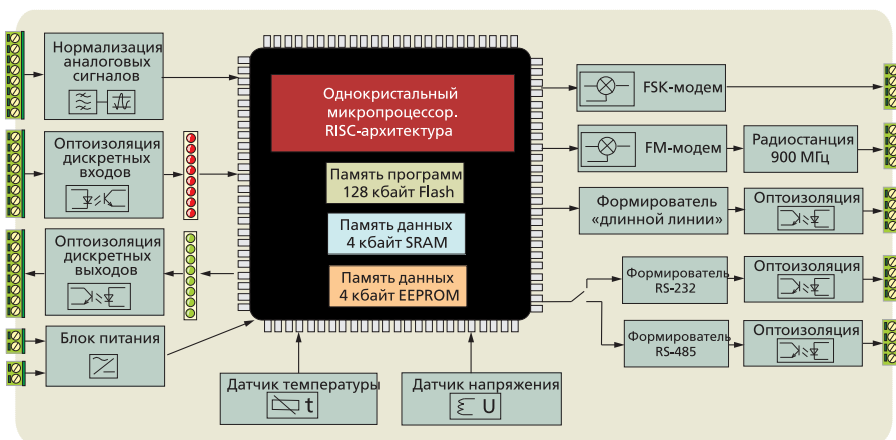 Нормализация
аналоговых
сигналов
Оптоизоляция
дискретных
входов
Оптоизоляция
дискретных
выходов
Блок питания
Однокристальный
микропроцессор.
RISC-архитектура
Память программ
128 кбайт Flash
Память данных
4 кбайт SRAM
Память данных
4 кбайт EEPROM
Датчик температуры
t
Датчик напряжения
U
FSK-модем
FM-модем
Радиостанция
900 МГц
Формирователь
«длинной линии»
Оптоизоляция
Формирователь
RS-232
Оптоизоляция
Формирователь
RS-485
Оптоизоляция